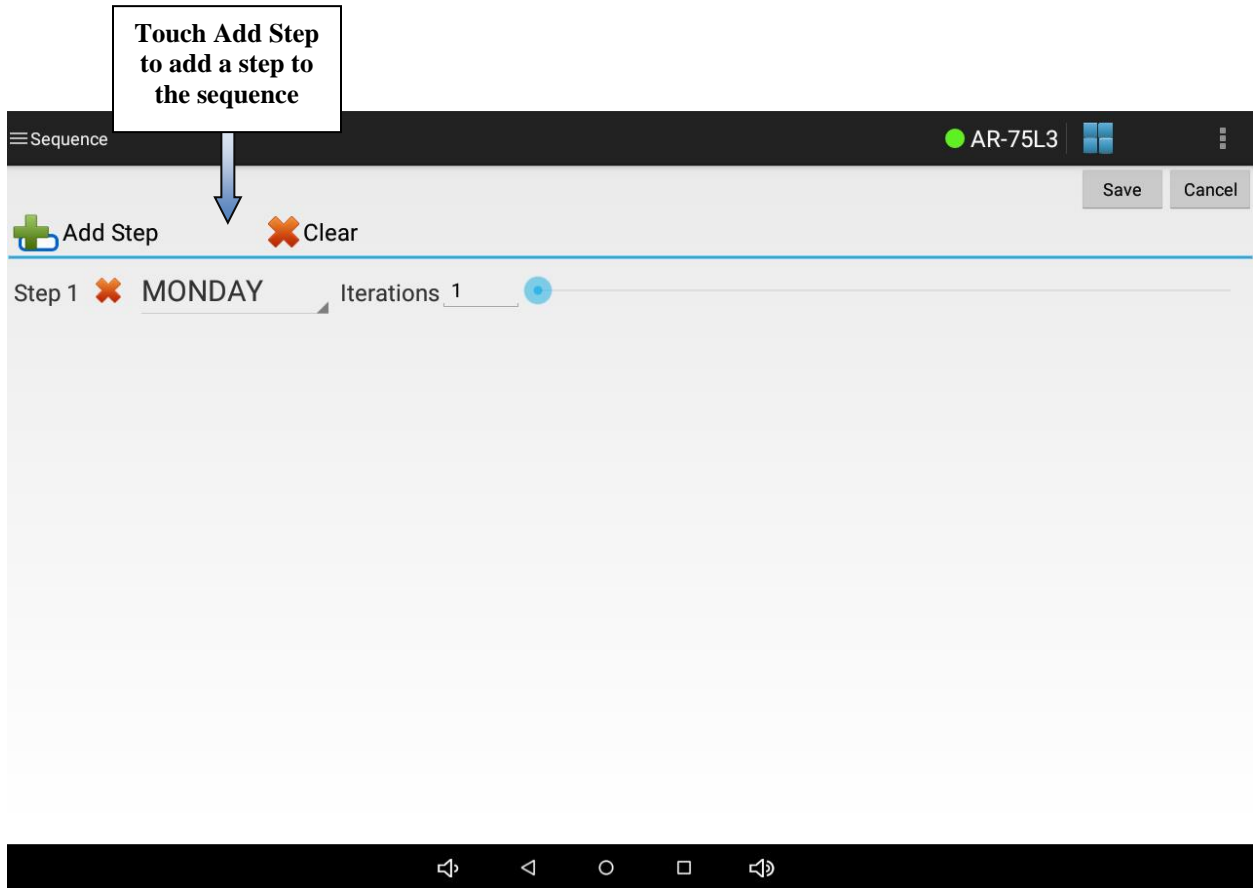 Touch Add Step
to add a step to
the sequence
Sequence
AR-75L3
Save Cancel
Add Step Clear
Step 1 MONDAY Iterations 1